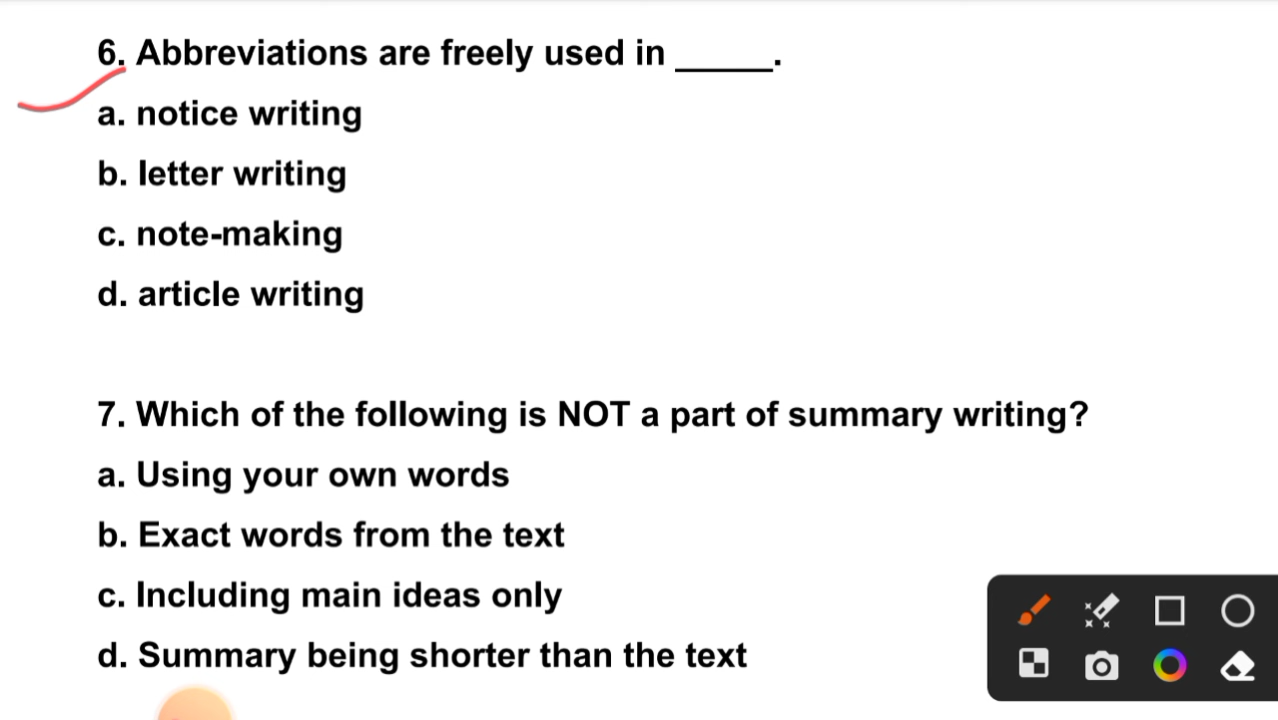 6. Abbreviations are freely used in _____.
a. notice writing
b. letter writing
c. note-making
d. article writing
7. Which of the following is NOT a part of summary writing?
a. Using your own words
b. Exact words from the text
c. Including main ideas only
d. Summary being shorter than the text